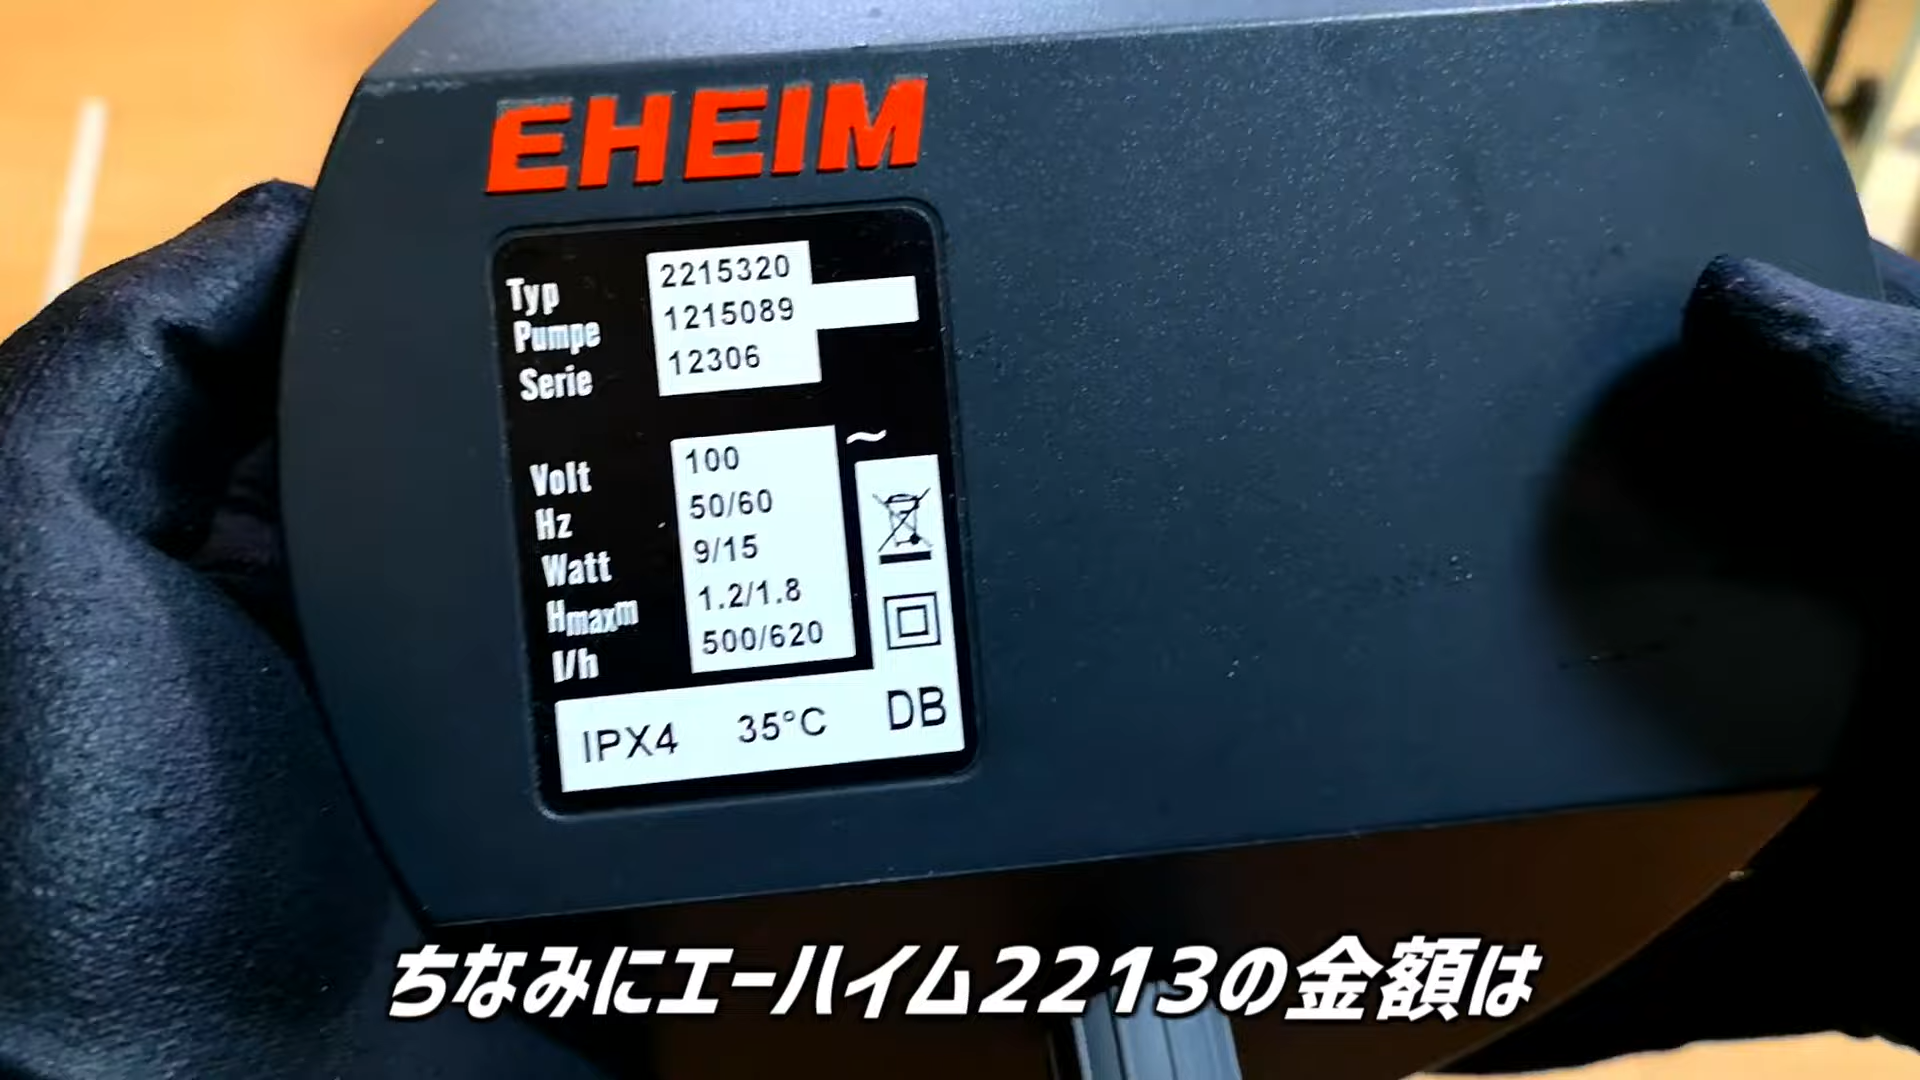 EHEIM
Typ 2215320
Pumpe 1215089
Serie 12306
Volt 100 ~
Hz 50/60
Watt 9/15
Hmaxm 1.2/1.8
l/h 500/620
IPX4 35°C DB
ちなみにエーハイム2213の金額は